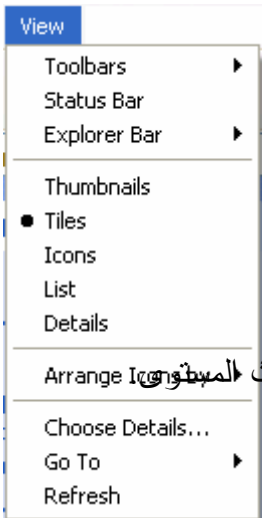 View
Toolbars
Status Bar
Explorer Bar
Thumbnails
Tiles
Icons
List
Details
Arrange Icons by
المستوى
Choose Details...
Go To
Refresh